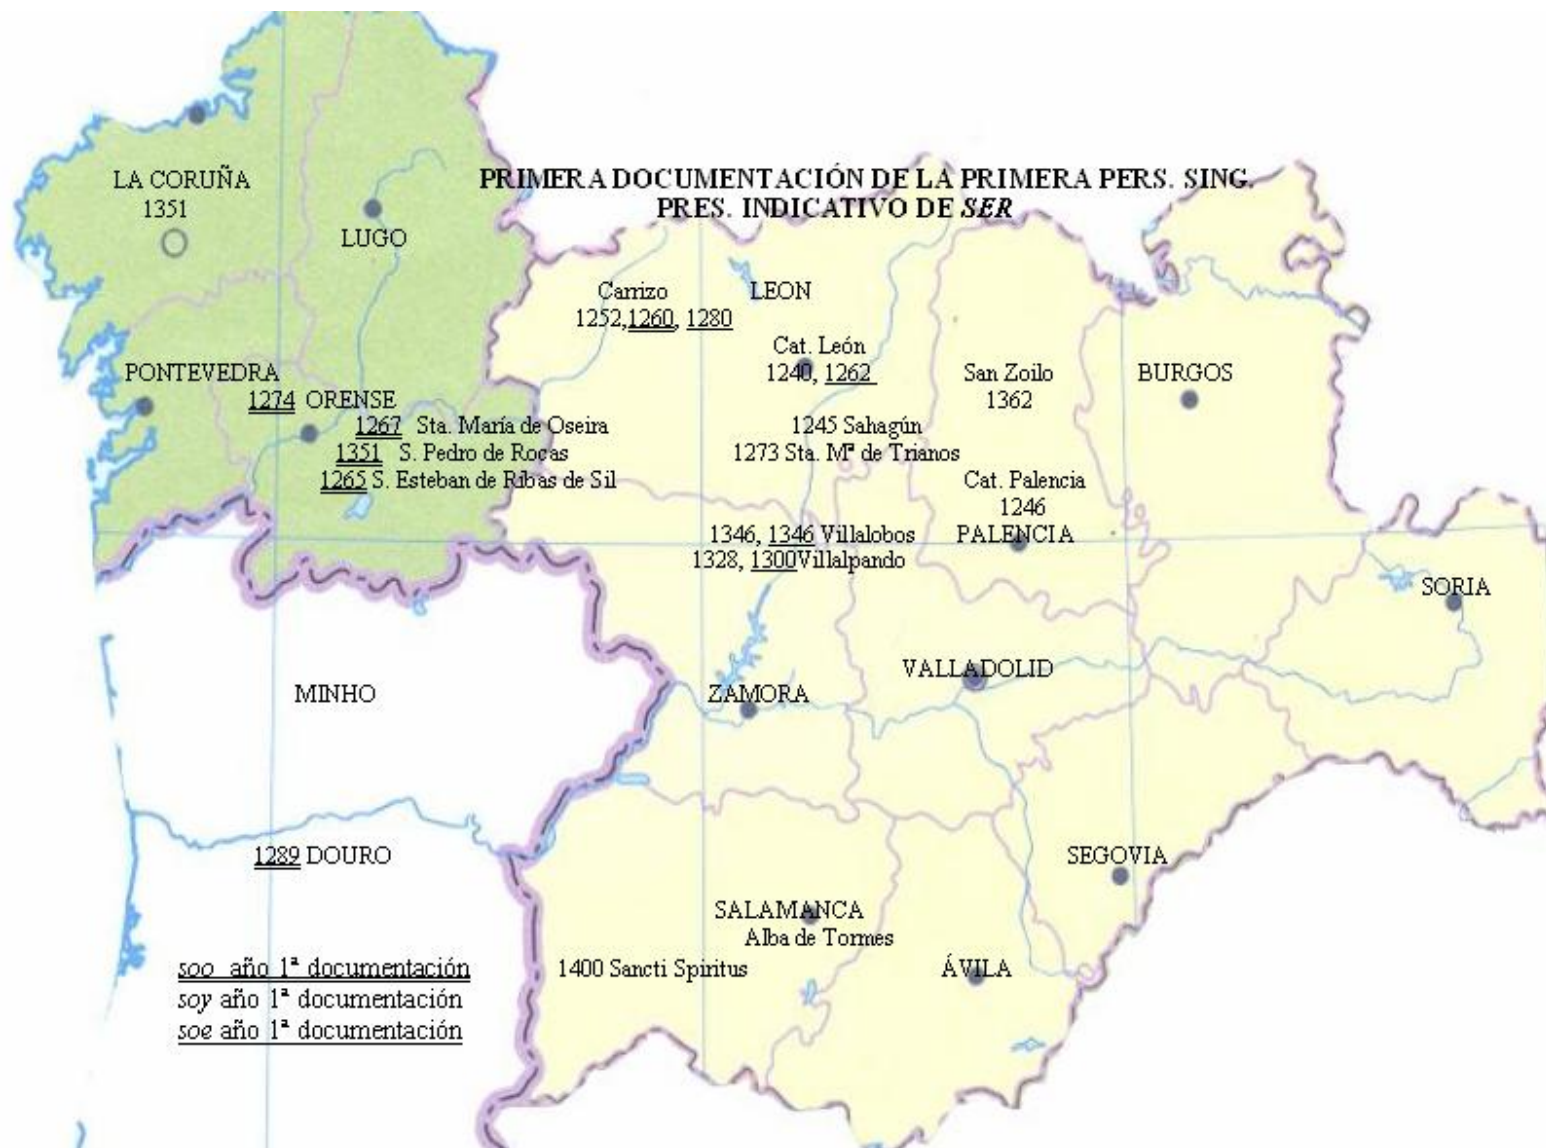 PRIMERA DOCUMENTACIÓN DE LA PRIMERA PERS. SING.
PRES. INDICATIVO DE SER
LA CORUÑA
1351
LUGO
Carrizo
1252,1260, 1280
LEON
Cat. León
1240, 1262
San Zoilo
1362
BURGOS
PONTEVEDRA
1274 ORENSE
1267 Sta. María de Oseira
1351 S. Pedro de Rocas
1265 S. Esteban de Ribas de Sil
1245 Sahagún
1273 Sta. Mª de Trianos
Cat. Palencia
1246
PALENCIA
1346, 1346 Villalobos
1328, 1300Villalpando
SORIA
MINHO
ZAMORA
VALLADOLID
1289 DOURO
SEGOVIA
SALAMANCA
Alba de Tormes
1400 Sancti Spiritus
ÁVILA
soo año 1ª documentación
soy año 1ª documentación
soe año 1ª documentación